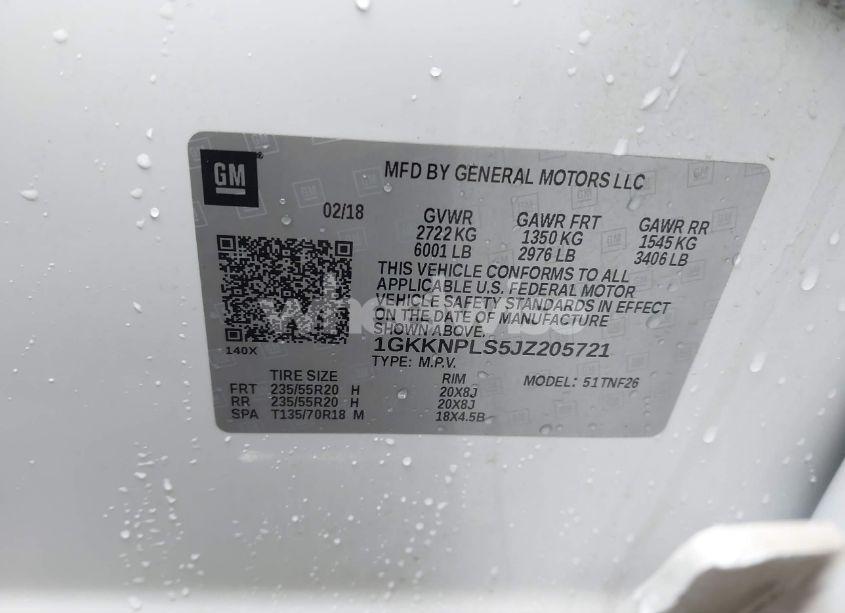 GM
MFD BY GENERAL MOTORS LLC
02/18
GVWR GAWR FRT GAWR RR
2722 KG 1350 KG 1545 KG
6001 LB 2976 LB 3406 LB
THIS VEHICLE CONFORMS TO ALL
APPLICABLE U.S. FEDERAL MOTOR
VEHICLE SAFETY STANDARDS IN EFFECT
ON THE DATE OF MANUFACTURE
SHOWN ABOVE.
140X
1GKKNPLS5JZ205721
TYPE: M.P.V.
TIRE SIZE RIM MODEL: 51TNF26
FRT 235/55R20 H 20X8J
RR 235/55R20 H 20X8J
SPA T135/70R18 M 18X4.5B